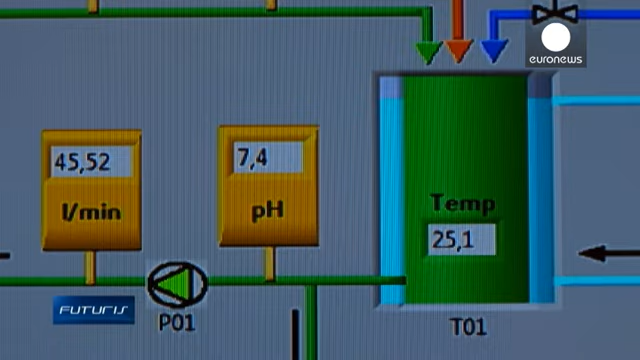 euronews
45,52
l/min
7,4
pH
Temp
25,1
FUTURIS
P01
T01